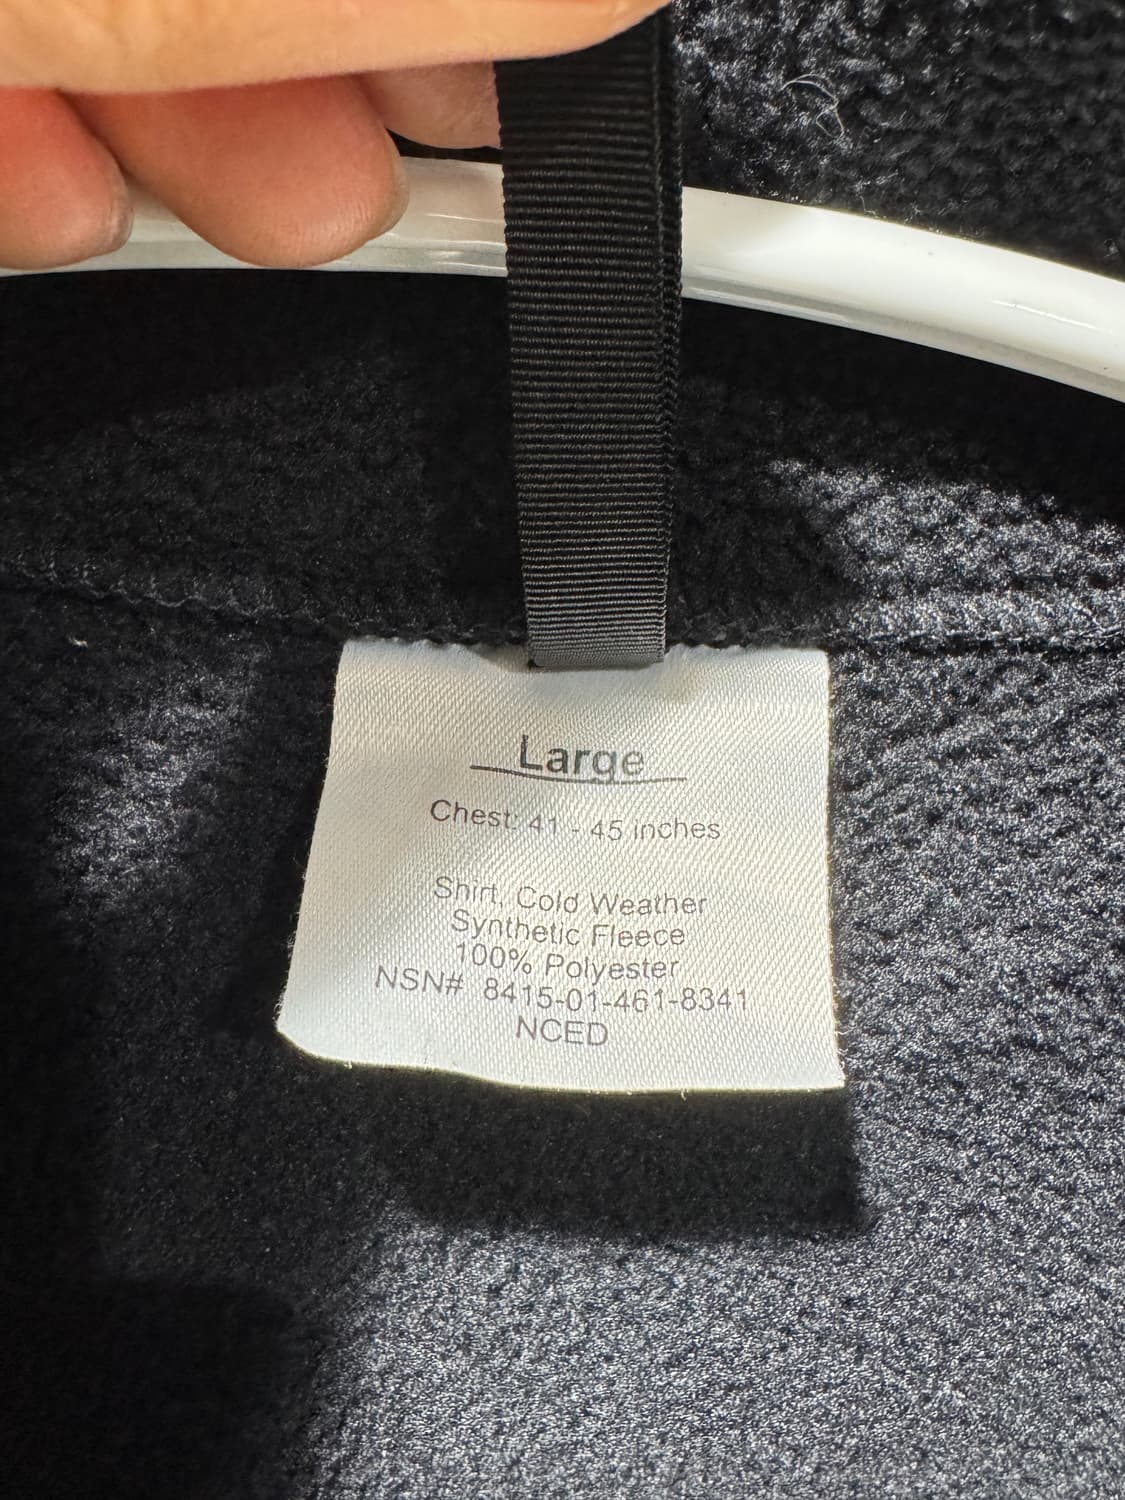 Large
Chest: 41 - 45 inches
Shirt, Cold Weather
Synthetic Fleece
100% Polyester
NSN# 8415-01-461-8341
NCED